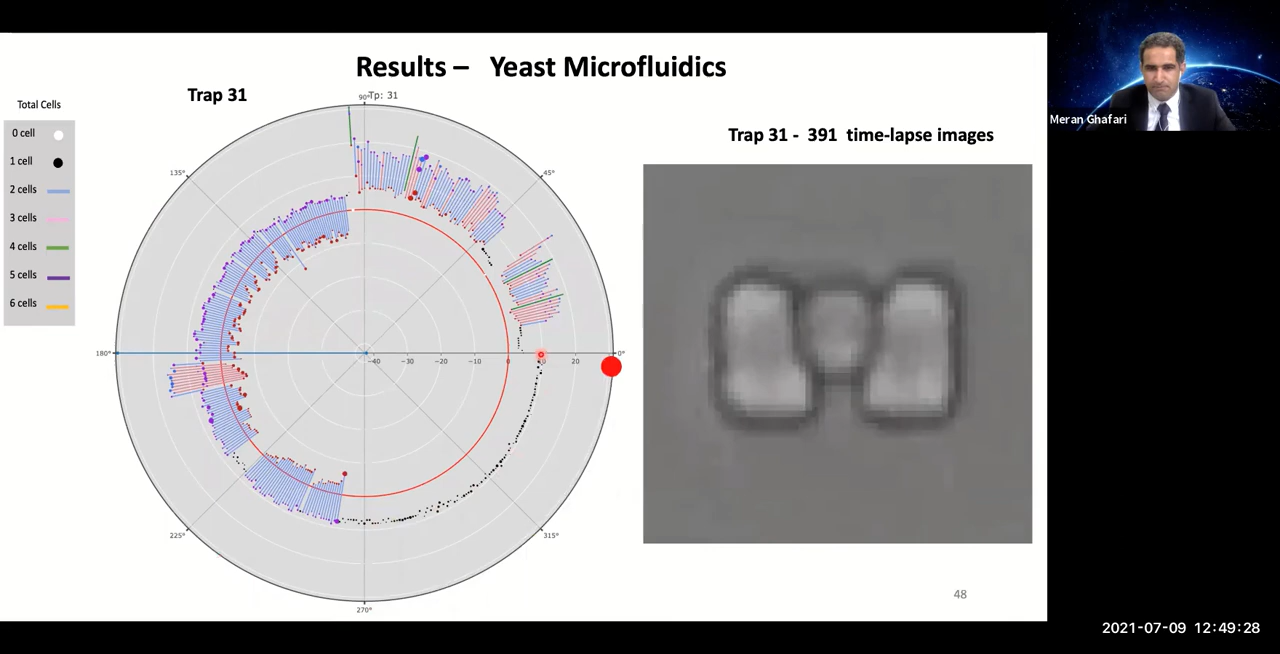 Results – Yeast Microfluidics
Trap 31
90°
Tp: 31
Total Cells
0 cell
1 cell
2 cells
3 cells
4 cells
5 cells
6 cells
135°
45°
180°
0°
−40
−30
−20
−10
0
10
20
225°
315°
270°
Trap 31 - 391 time-lapse images
48
Meran Ghafari
2021-07-09 12:49:28